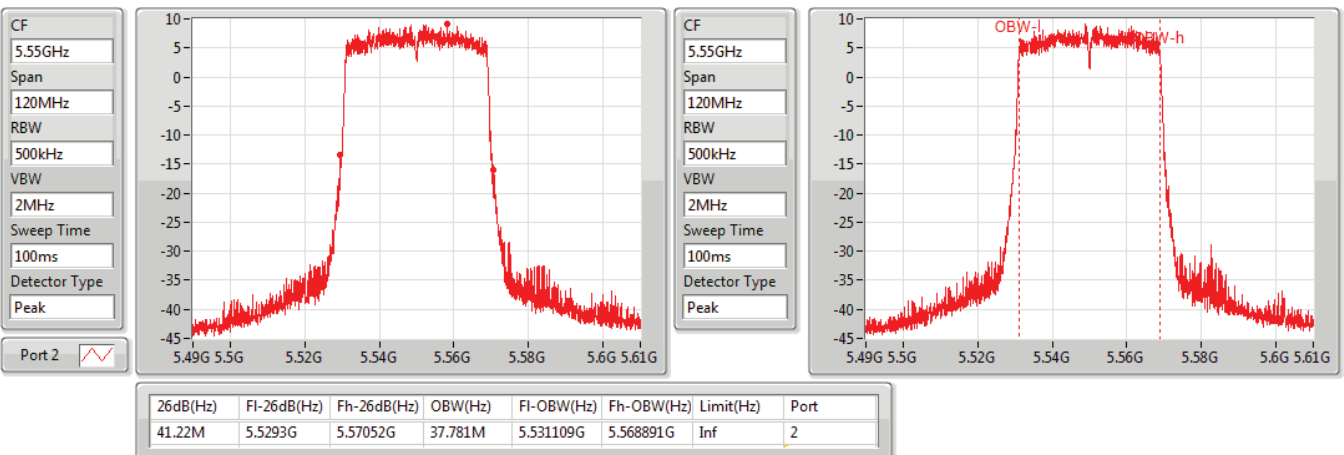 CF
5.55GHz
Span
120MHz
RBW
500kHz
VBW
2MHz
Sweep Time
100ms
Detector Type
Peak
Port 2
10
5
0
-5
-10
-15
-20
-25
-30
-35
-40
-45
5.49G 5.5G 5.52G 5.54G 5.56G 5.58G 5.6G 5.61G
CF
5.55GHz
Span
120MHz
RBW
500kHz
VBW
2MHz
Sweep Time
100ms
Detector Type
Peak
10
5
0
-5
-10
-15
-20
-25
-30
-35
-40
-45
OBW-l
OBW-h
5.49G 5.5G 5.52G 5.54G 5.56G 5.58G 5.6G 5.61G
26dB(Hz) Fl-26dB(Hz) Fh-26dB(Hz) OBW(Hz) Fl-OBW(Hz) Fh-OBW(Hz) Limit(Hz) Port
41.22M 5.5293G 5.57052G 37.781M 5.531109G 5.568891G Inf 2